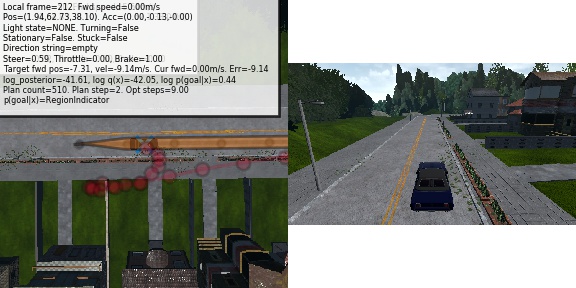 Local frame=212. Fwd speed:0.00m/s
Pos=(1.94,62.73,38.10). Acc=(0.00,-0.13,-0.00)
Light state=NONE. Turning=False
Stationary=False. Stuck=False
Direction string=empty
Steer:0.59, Throttle:0.00, Brake:1.00
Target fwd pos=-7.31, vel=-9.14m/s. Cur fwd=0.00m/s. Err=-9.14
log_posterior=-41.61, log q(x)=-42.05, log p(goal|x)=0.44
Plan count=510. Plan step=2. Opt steps=9.00
p(goal|x)=RegionIndicator